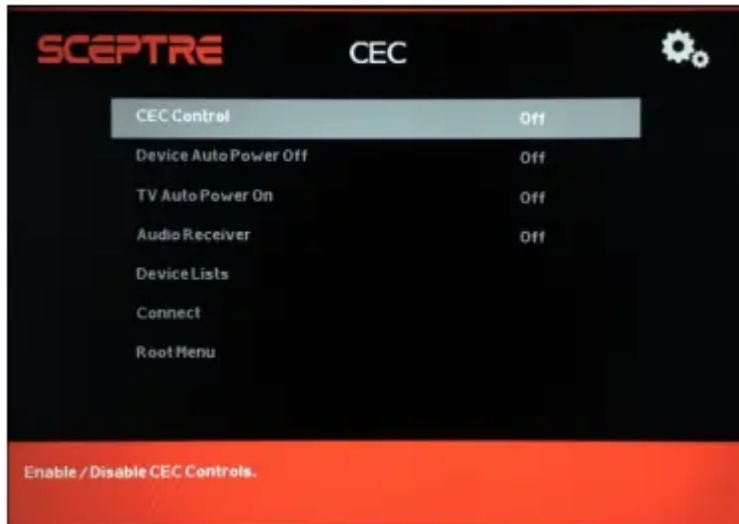 SCEPTRE CEC
CEC Control Off
Device Auto Power Off Off
TV Auto Power On Off
Audio Receiver Off
Device Lists
Connect
Root Menu
Enable / Disable CEC Controls.